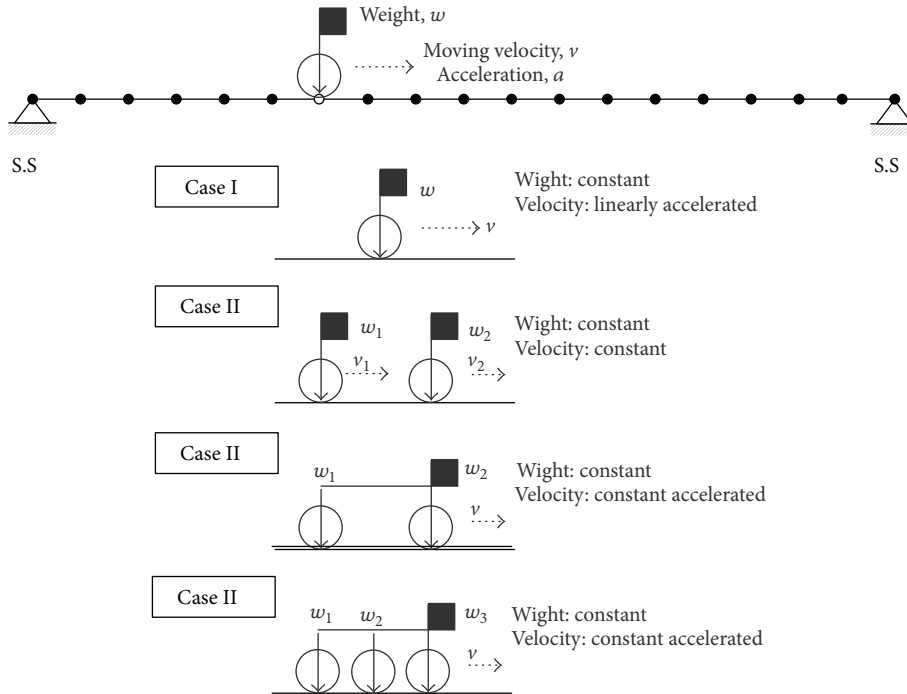 Weight, w
Moving velocity, v
Acceleration, a
S.S
S.S
Case I
w
v
Wight: constant
Velocity: linearly accelerated
Case II
w1
w2
v1
v2
Wight: constant
Velocity: constant
Case II
w1
w2
v
Wight: constant
Velocity: constant accelerated
Case II
w1
w2
w3
v
Wight: constant
Velocity: constant accelerated